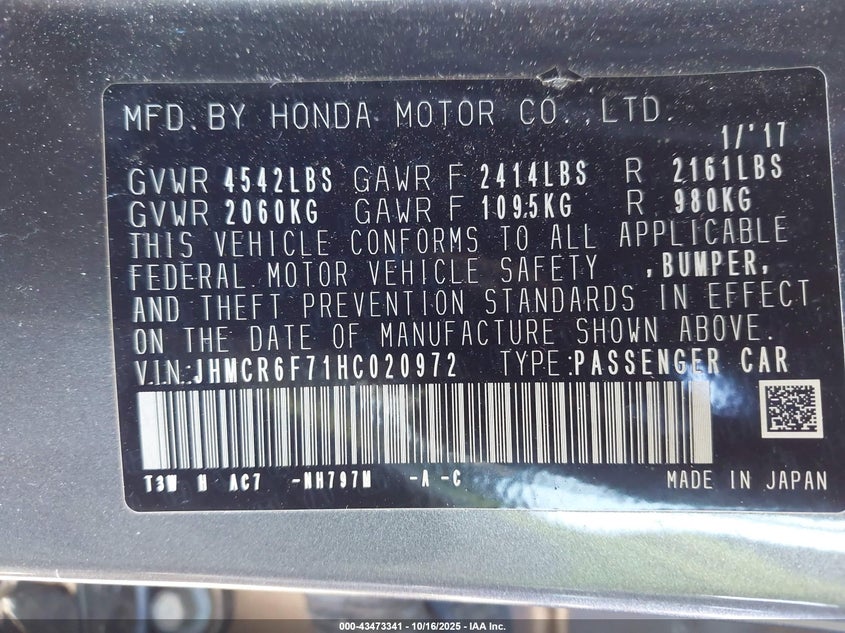 MFD. BY HONDA MOTOR CO., LTD.
1/'17
GVWR 4542LBS GAWR F 2414LBS R 2161LBS
GVWR 2060KG GAWR F 1095KG R 980KG
THIS VEHICLE CONFORMS TO ALL APPLICABLE
FEDERAL MOTOR VEHICLE SAFETY ,BUMPER,
AND THEFT PREVENTION STANDARDS IN EFFECT
ON THE DATE OF MANUFACTURE SHOWN ABOVE.
V.I.N.:JHMCR6F71HC020972 TYPE:PASSENGER CAR
T3W H AC7 -NH797M -A -C MADE IN JAPAN
000-43473341 - 10/16/2025 - IAA Inc.